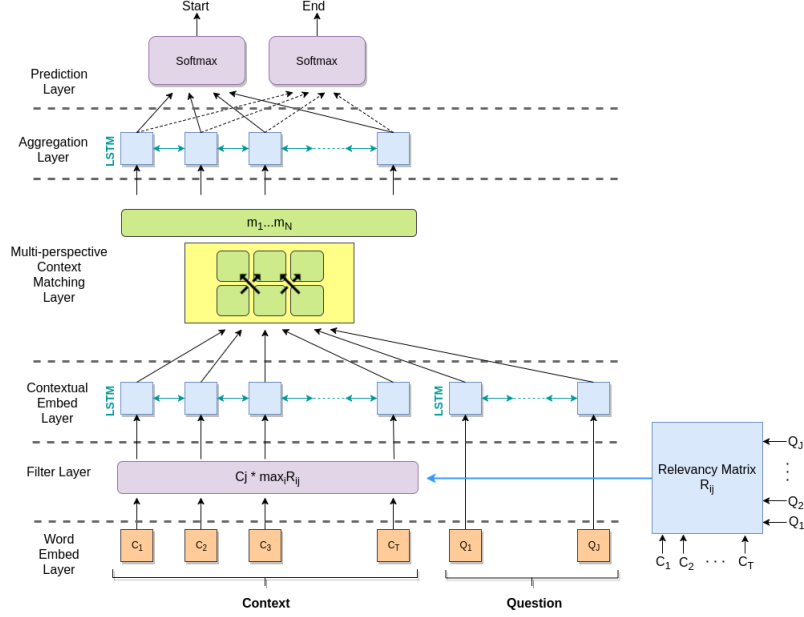 Start
End
Softmax
Softmax
Prediction
Layer
Aggregation
Layer
LSTM
m1...mN
Multi-perspective
Context
Matching
Layer
Contextual
Embed
Layer
LSTM
LSTM
Filter Layer
Cj * maxiRij
Relevancy Matrix
Rij
QJ
Q2
Q1
C1 C2 · · · CT
Word
Embed
Layer
C1 C2 C3 CT Q1 QJ
Context
Question